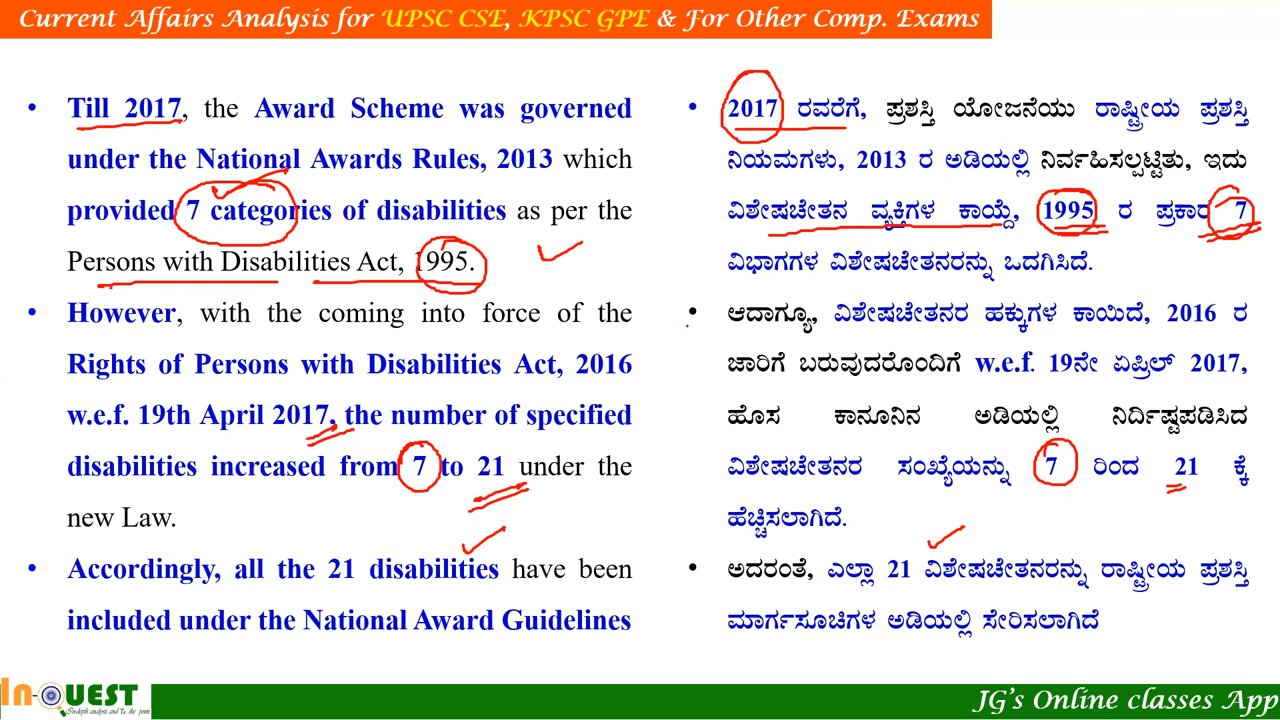 Current Affairs Analysis for UPSC CSE, KPSC GPE & For Other Comp. Exams
• Till 2017, the Award Scheme was governed
under the National Awards Rules, 2013 which
provided 7 categories of disabilities as per the
Persons with Disabilities Act, 1995.
• However, with the coming into force of the
Rights of Persons with Disabilities Act, 2016
w.e.f. 19th April 2017, the number of specified
disabilities increased from 7 to 21 under the
new Law.
• Accordingly, all the 21 disabilities have been
included under the National Award Guidelines
• 2017 ರವರೆಗೆ, ಪ್ರಶಸ್ತಿ ಯೋಜನೆಯು ರಾಷ್ಟ್ರೀಯ ಪ್ರಶಸ್ತಿ
ನಿಯಮಗಳು, 2013 ರ ಅಡಿಯಲ್ಲಿ ನಿರ್ವಹಿಸಲ್ಪಟ್ಟಿತು, ಇದು
ವಿಶೇಷಚೇತನ ವ್ಯಕ್ತಿಗಳ ಕಾಯ್ದೆ, 1995 ರ ಪ್ರಕಾರ 7
ವಿಭಾಗಗಳ ವಿಶೇಷಚೇತನರನ್ನು ಒದಗಿಸಿದೆ.
• ಆದಾಗ್ಯೂ, ವಿಶೇಷಚೇತನರ ಹಕ್ಕುಗಳ ಕಾಯಿದೆ, 2016 ರ
ಜಾರಿಗೆ ಬರುವುದರೊಂದಿಗೆ w.e.f. 19ನೇ ಏಪ್ರಿಲ್ 2017,
ಹೊಸ ಕಾನೂನಿನ ಅಡಿಯಲ್ಲಿ ನಿರ್ದಿಷ್ಟಪಡಿಸಿದ
ವಿಶೇಷಚೇತನರ ಸಂಖ್ಯೆಯನ್ನು 7 ರಿಂದ 21 ಕ್ಕೆ
ಹೆಚ್ಚಿಸಲಾಗಿದೆ.
• ಅದರಂತೆ, ಎಲ್ಲಾ 21 ವಿಶೇಷಚೇತನರನ್ನು ರಾಷ್ಟ್ರೀಯ ಪ್ರಶಸ್ತಿ
ಮಾರ್ಗಸೂಚಿಗಳ ಅಡಿಯಲ್ಲಿ ಸೇರಿಸಲಾಗಿದೆ
In-QUEST
In-depth analysis and To the point
JG's Online classes App